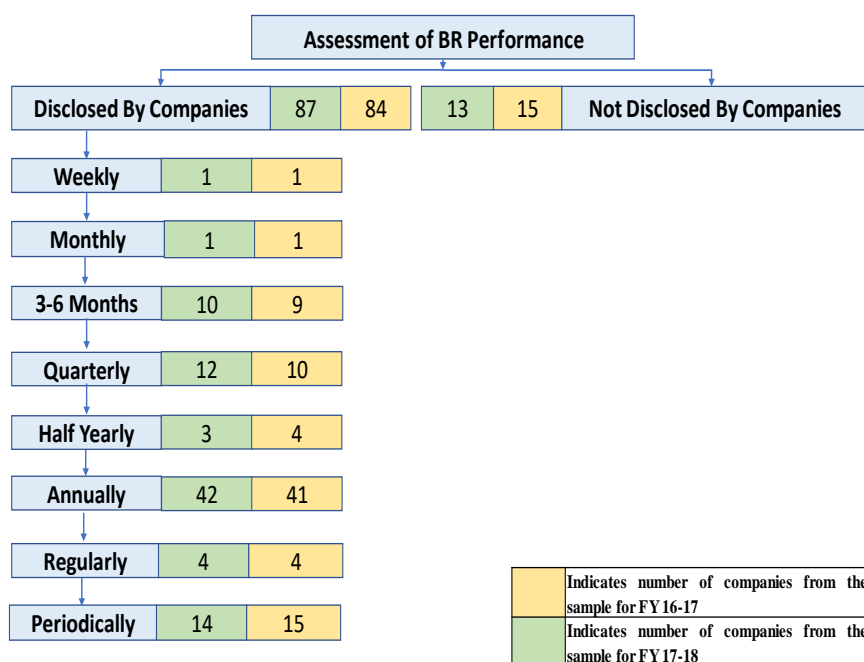 Assessment of BR Performance
Disclosed By Companies 87 84 13 15 Not Disclosed By Companies
Weekly 1 1
Monthly 1 1
3-6 Months 10 9
Quarterly 12 10
Half Yearly 3 4
Annually 42 41
Regularly 4 4
Periodically 14 15
Indicates number of companies from the
sample for FY 16-17
Indicates number of companies from the
sample for FY 17-18